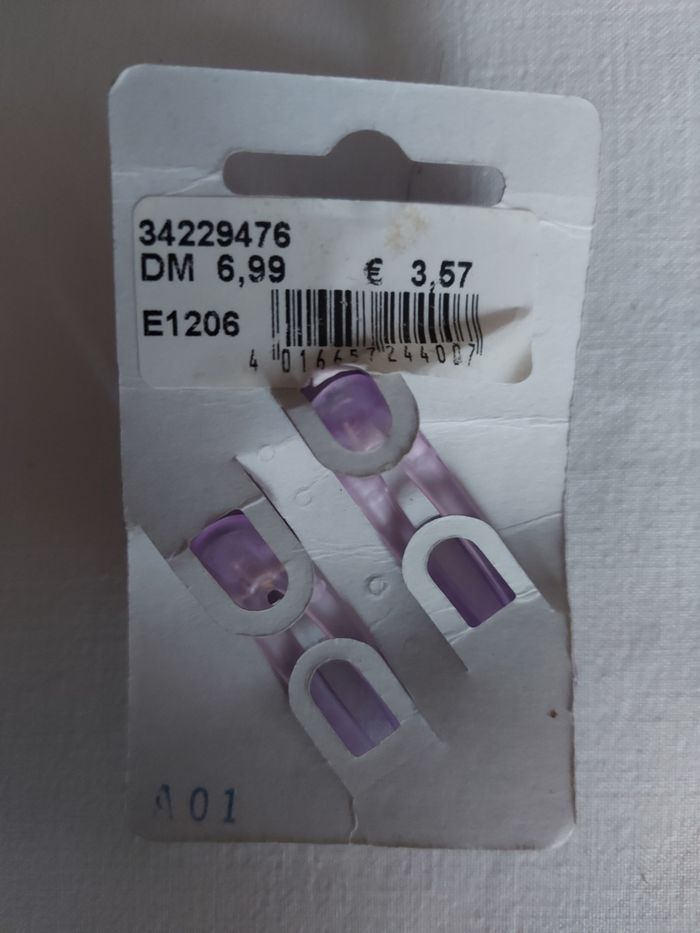 34229476
DM 6,99 € 3,57
E1206
4 016657 244007
A01